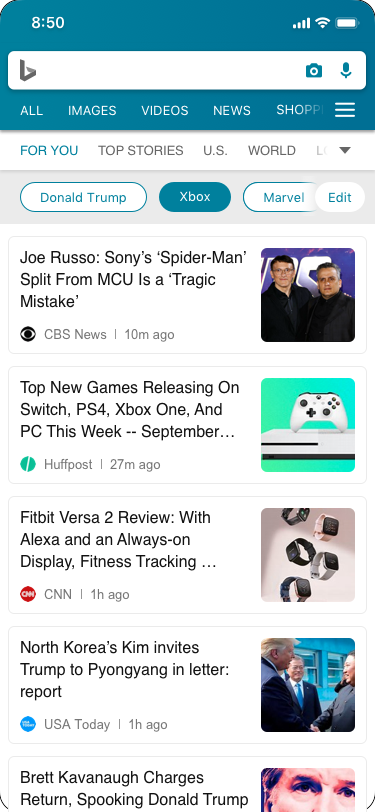 8:50
ALL IMAGES VIDEOS NEWS SHOPP
FOR YOU TOP STORIES U.S. WORLD
Donald Trump Xbox Marvel Edit
Joe Russo: Sony’s ‘Spider-Man’
Split From MCU Is a ‘Tragic
Mistake’
CBS News | 10m ago
Top New Games Releasing On
Switch, PS4, Xbox One, And
PC This Week -- September…
Huffpost | 27m ago
Fitbit Versa 2 Review: With
Alexa and an Always-on
Display, Fitness Tracking …
CNN CNN | 1h ago
North Korea’s Kim invites
Trump to Pyongyang in letter:
report
USA Today | 1h ago
Brett Kavanaugh Charges
Return, Spooking Donald Trump